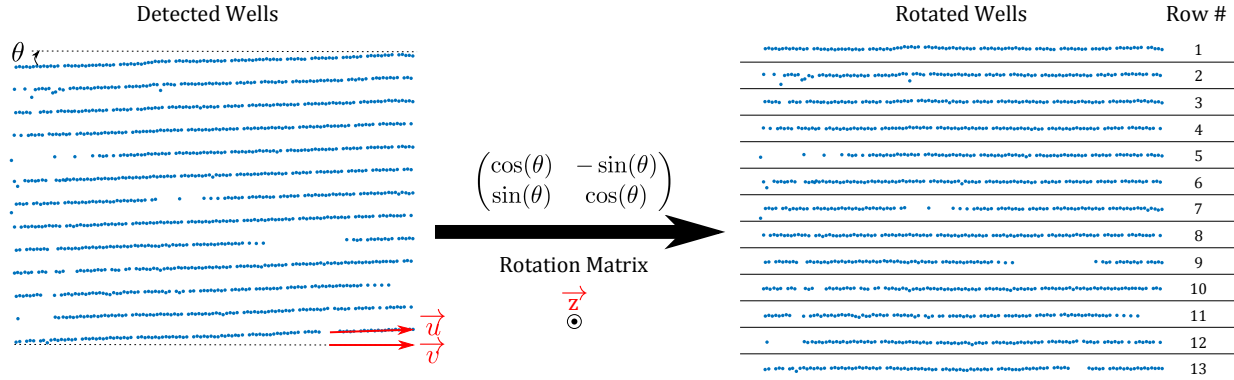 Detected Wells
Rotated Wells
Row #
θ
1
2
3
4
5
6
7
8
9
10
11
12
13
cos(θ) − sin(θ)
sin(θ) cos(θ)
Rotation Matrix
z
u
v